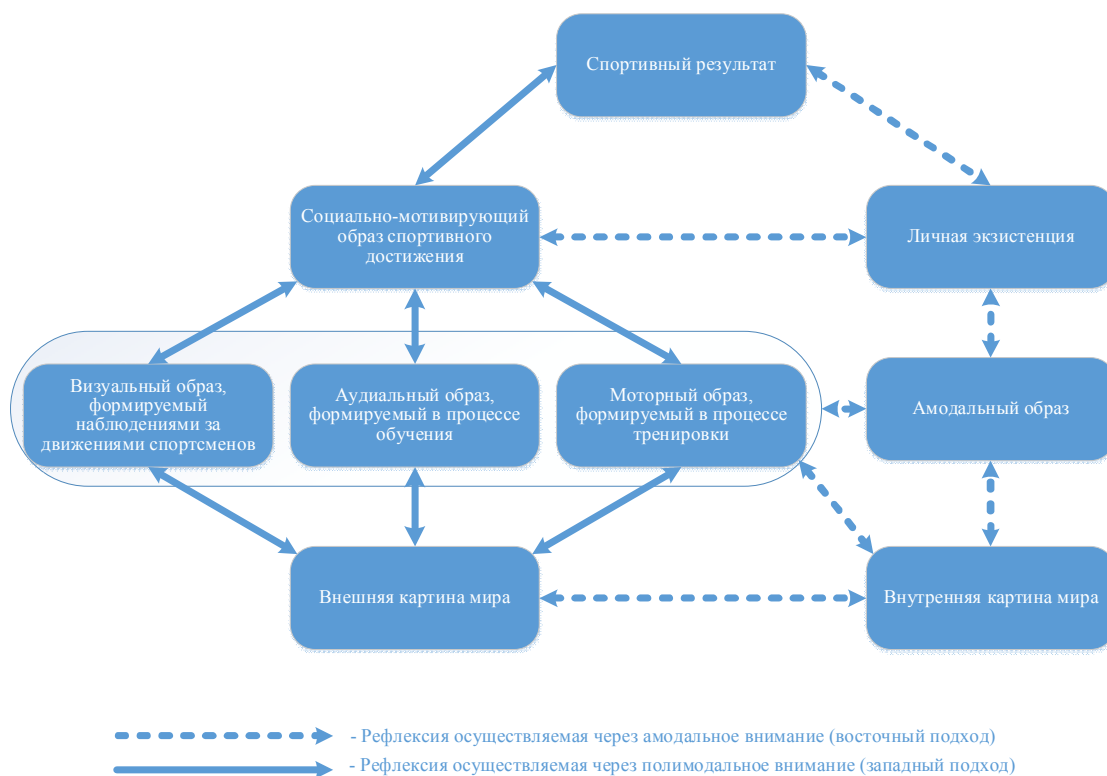 Спортивный результат
Социально-мотивирующий
образ спортивного
достижения
Личная экзистенция
Визуальный образ,
формируемый
наблюдениями за
движениями спортсменов
Аудиальный образ,
формируемый в процессе
обучения
Моторный образ,
формируемый в процессе
тренировки
Амодальный образ
Внешняя картина мира
Внутренняя картина мира
- Рефлексия осуществляемая через амодальное внимание (восточный подход)
- Рефлексия осуществляемая через полимодальное внимание (западный подход)